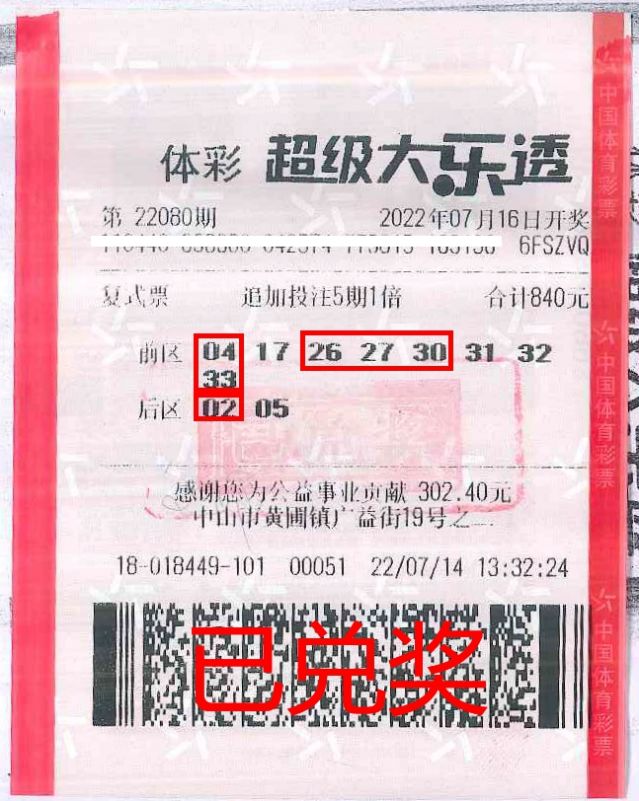 体彩 超级大乐透
第 22080期 2022年07月16日开奖
6FSZVQ
复式票 追加投注5期1倍 合计840元
前区 04 17 26 27 30 31 32
33
后区 02 05
感谢您为公益事业贡献 302.40元
中山市黄圃镇广益街19号之一
18-018449-101 00051 22/07/14 13:32:24
已兑奖
中国体育彩票
中国体育彩票
中国体育彩票